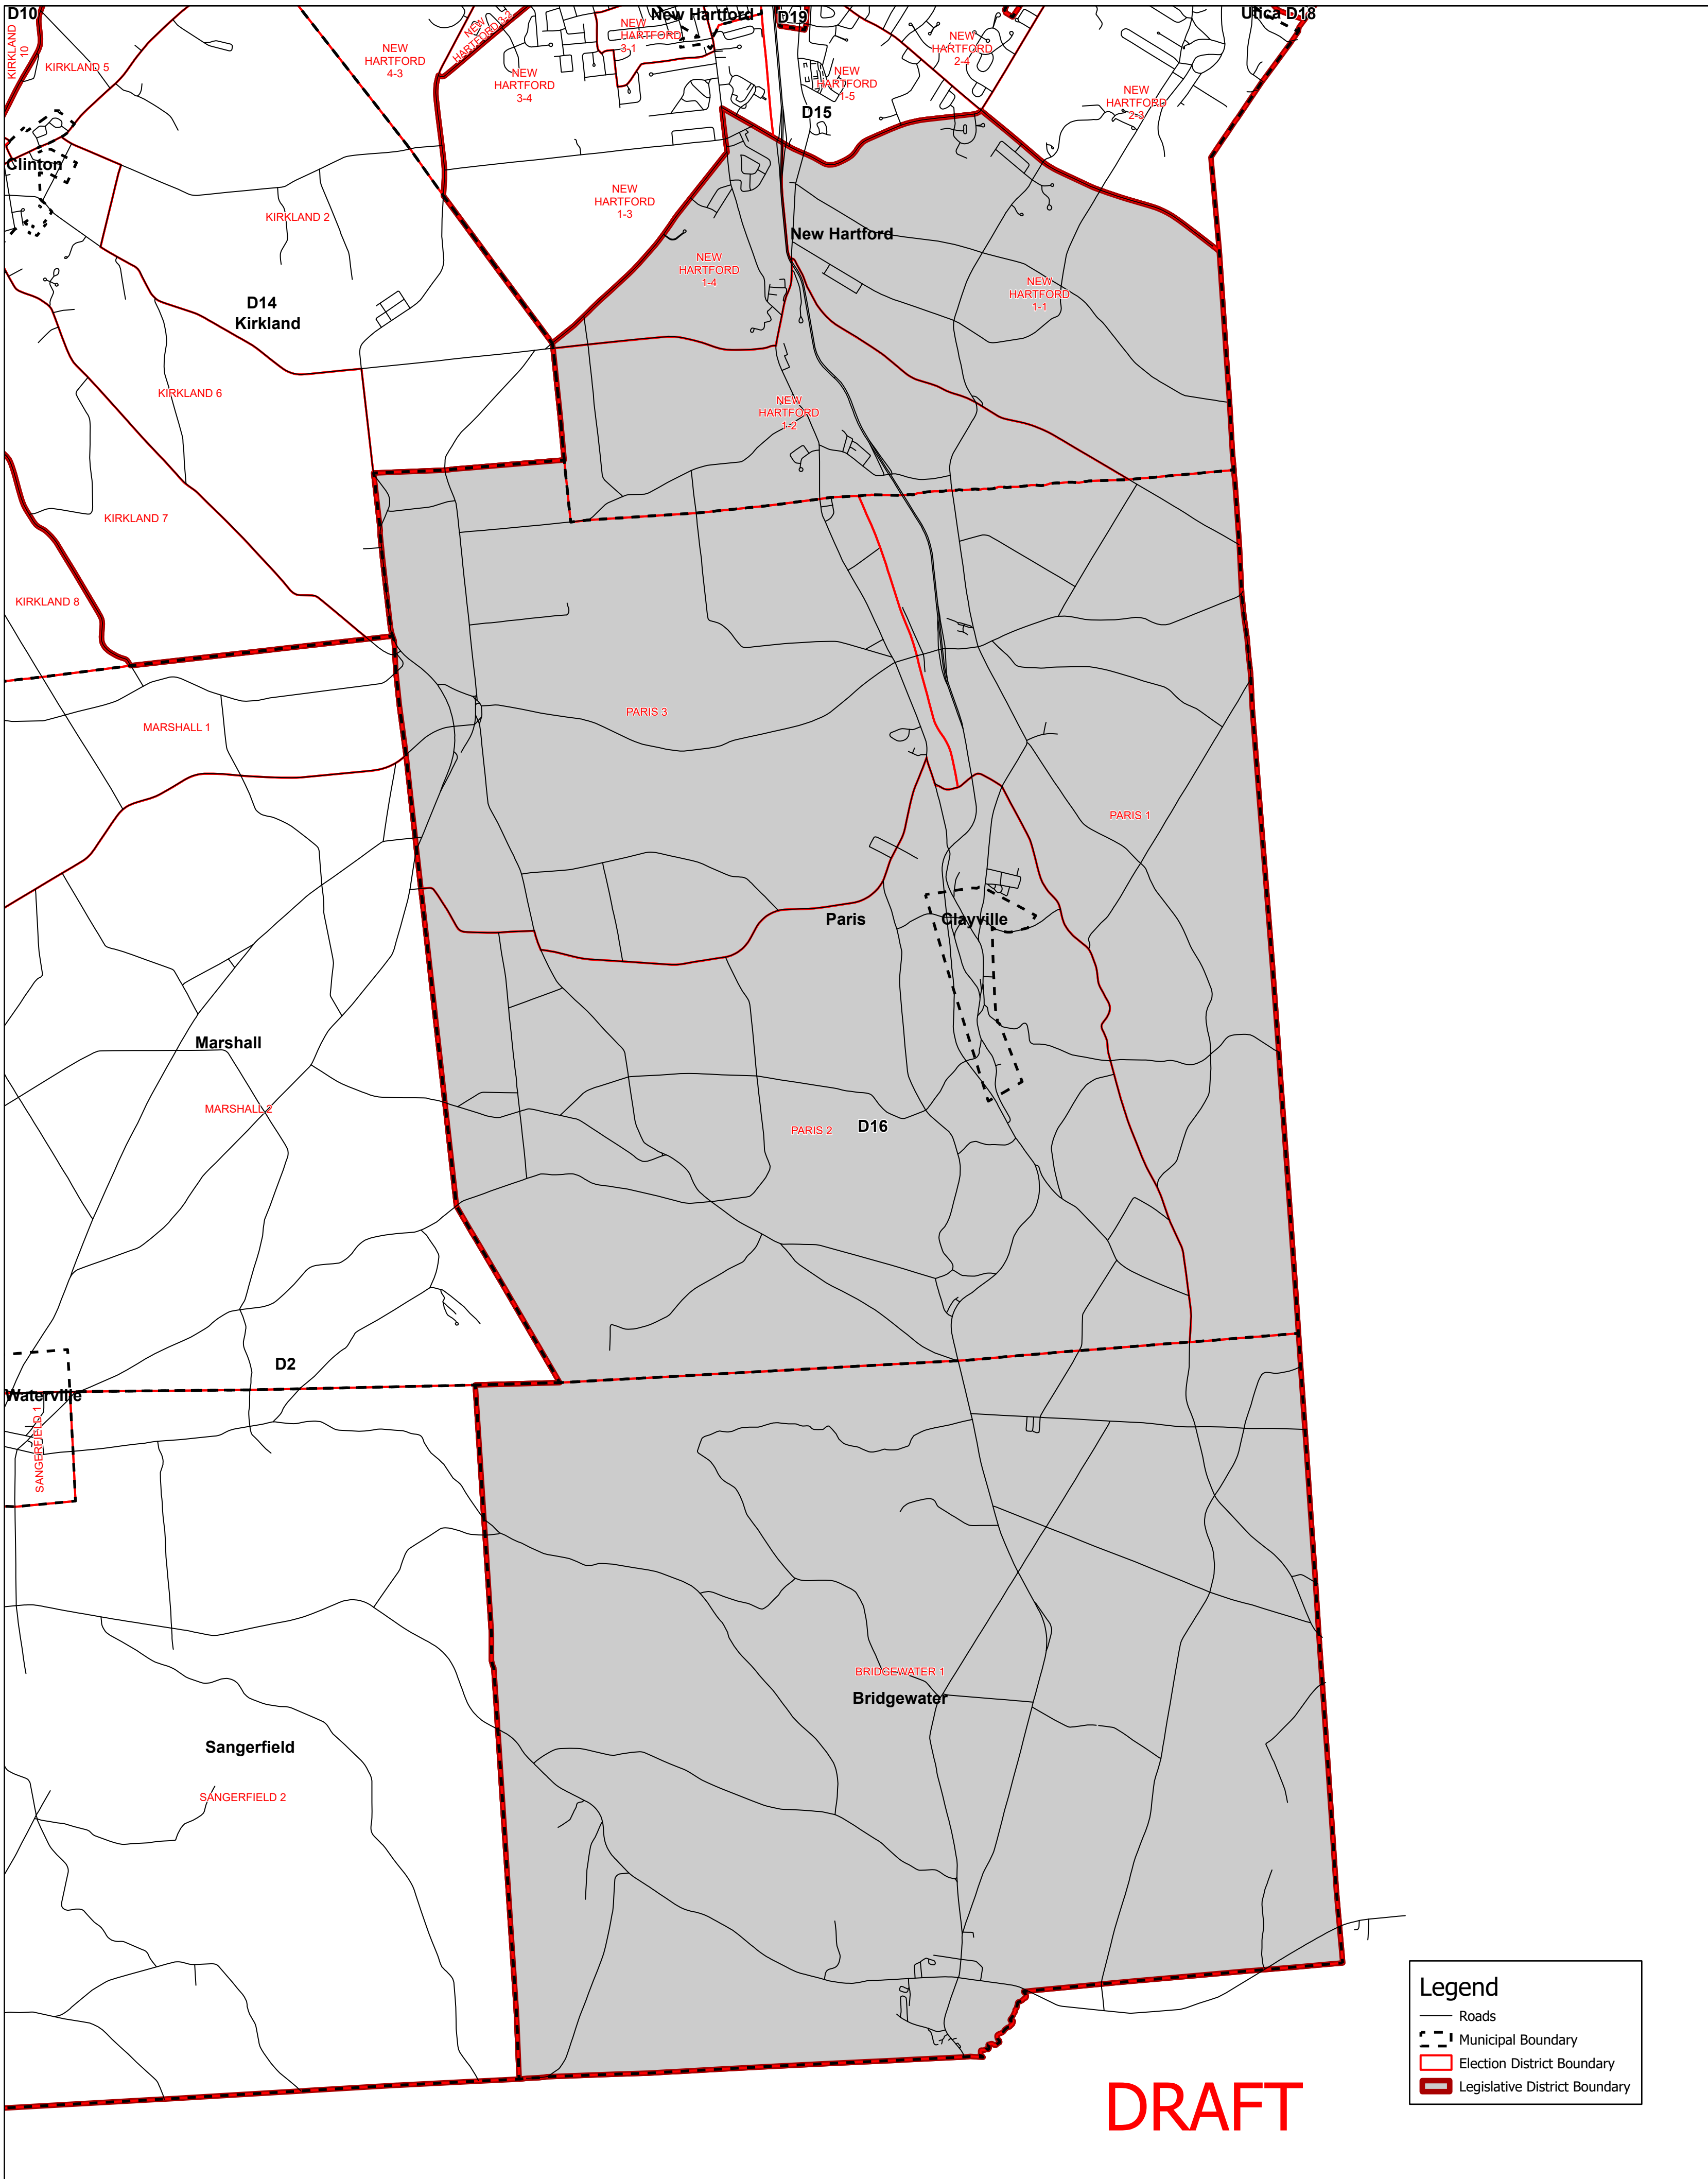 D10
New Hartford
D19
Utica D18
KIRKLAND
10
KIRKLAND 5
NEW
HARTFORD
4-3
NEW
NEW
HARTFORD
3-4
NEW
HARTFORD
3-1
NEW
HARTFORD
1-5
NEW
HARTFORD
2-4
NEW
HARTFORD
2-3
D15
Clinton
KIRKLAND 2
NEW
HARTFORD
1-3
New Hartford
NEW
HARTFORD
1-4
NEW
HARTFORD
1-1
D14
Kirkland
KIRKLAND 6
NEW
HARTFORD
1-2
KIRKLAND 7
KIRKLAND 8
MARSHALL 1
PARIS 3
PARIS 1
Paris
Clayville
Marshall
MARSHALL 2
PARIS 2
D16
D2
Waterville
SANGERFIELD 1
BRIDGEWATER 1
Bridgewater
Sangerfield
SANGERFIELD 2
Legend
Roads
Municipal Boundary
Election District Boundary
Legislative District Boundary
DRAFT